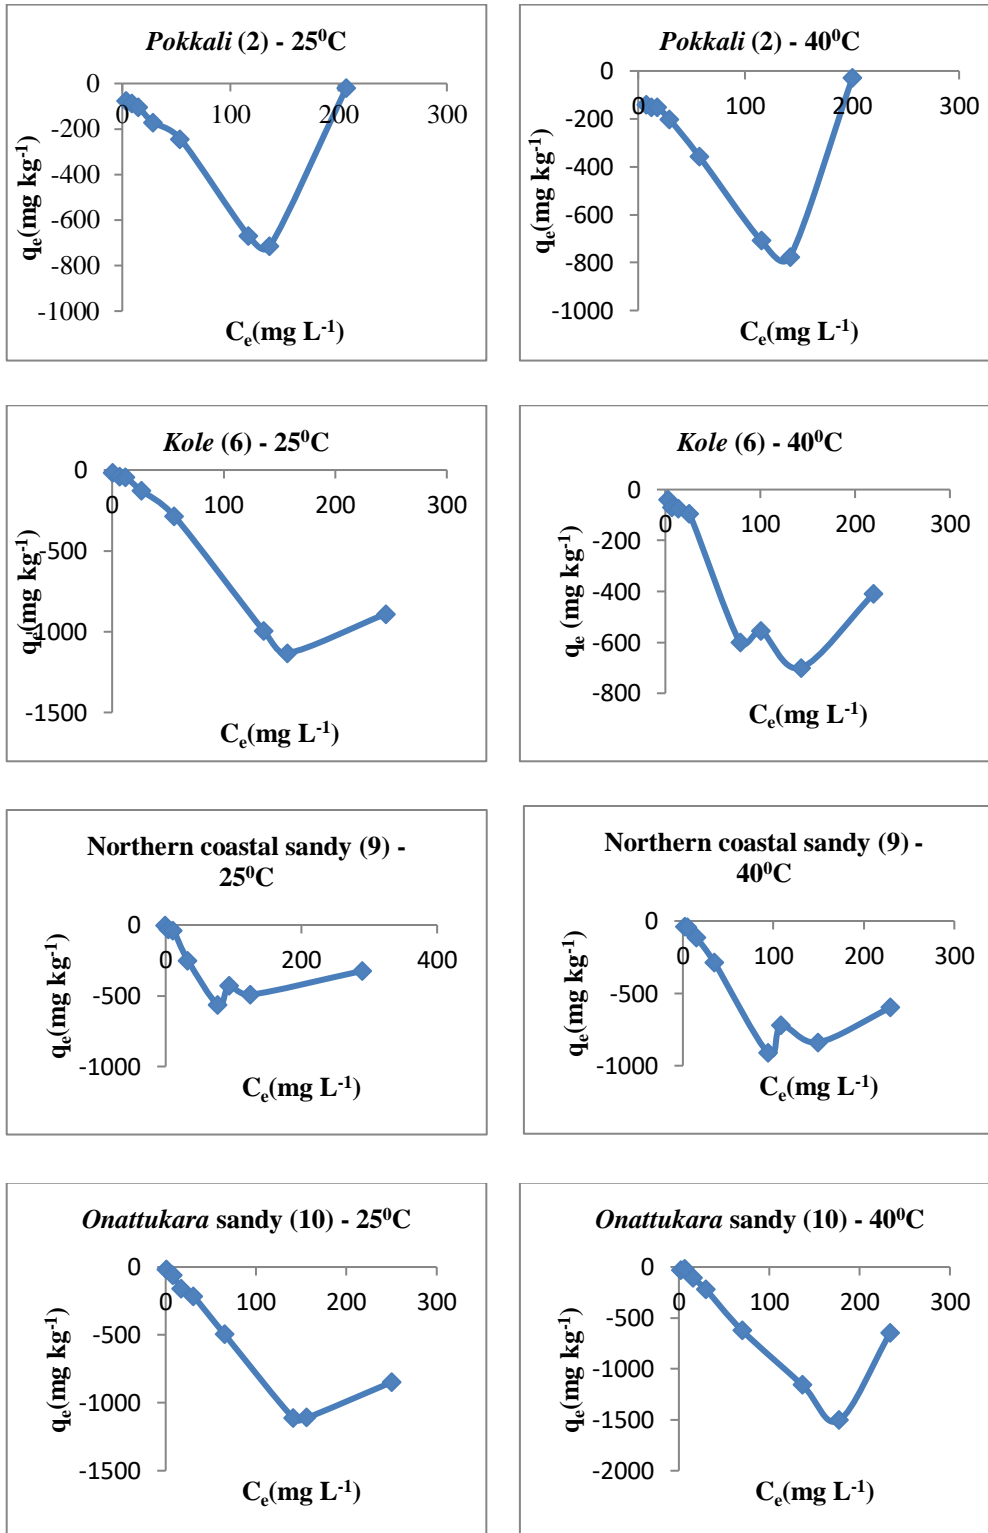 Pokkali (2) - 25⁰C
0
-200
-400
-600
-800
-1000
0
100
200
300
qₑ(mg kg⁻¹)
Cₑ(mg L⁻¹)
Pokkali (2) - 40⁰C
0
-200
-400
-600
-800
-1000
0
100
200
300
qₑ(mg kg⁻¹)
Cₑ(mg L⁻¹)
Kole (6) - 25⁰C
0
-500
-1000
-1500
0
100
200
300
qₑ(mg kg⁻¹)
Cₑ(mg L⁻¹)
Kole (6) - 40⁰C
0
-200
-400
-600
-800
0
100
200
300
qₑ (mg kg⁻¹)
Cₑ(mg L⁻¹)
Northern coastal sandy (9) -
25⁰C
0
-500
-1000
0
200
400
qₑ(mg kg⁻¹)
Cₑ(mg L⁻¹)
Northern coastal sandy (9) -
40⁰C
0
-500
-1000
0
100
200
300
qₑ(mg kg⁻¹)
Cₑ(mg L⁻¹)
Onattukara sandy (10) - 25⁰C
0
-500
-1000
-1500
0
100
200
300
qₑ(mg kg⁻¹)
Cₑ(mg L⁻¹)
Onattukara sandy (10) - 40⁰C
0
-500
-1000
-1500
-2000
0
100
200
300
qₑ(mg kg⁻¹)
Cₑ(mg L⁻¹)